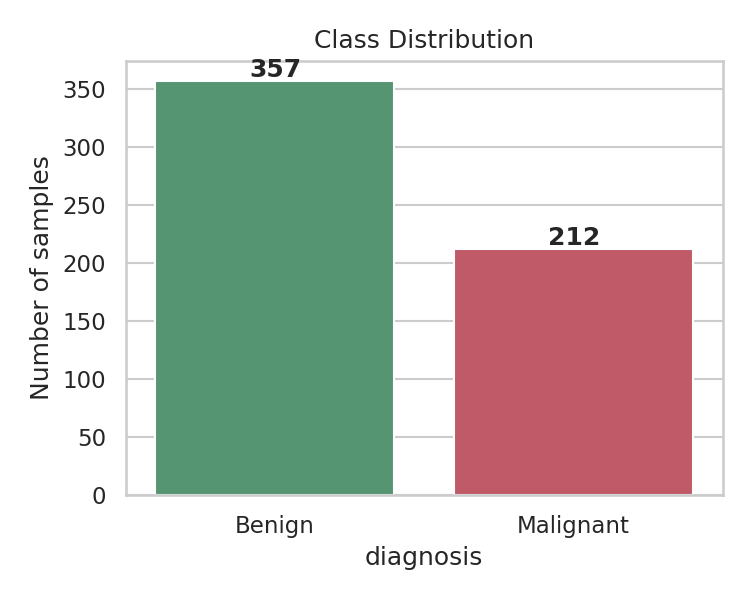 Class Distribution
357
212
Number of samples
350
300
250
200
150
100
50
0
Benign Malignant
diagnosis